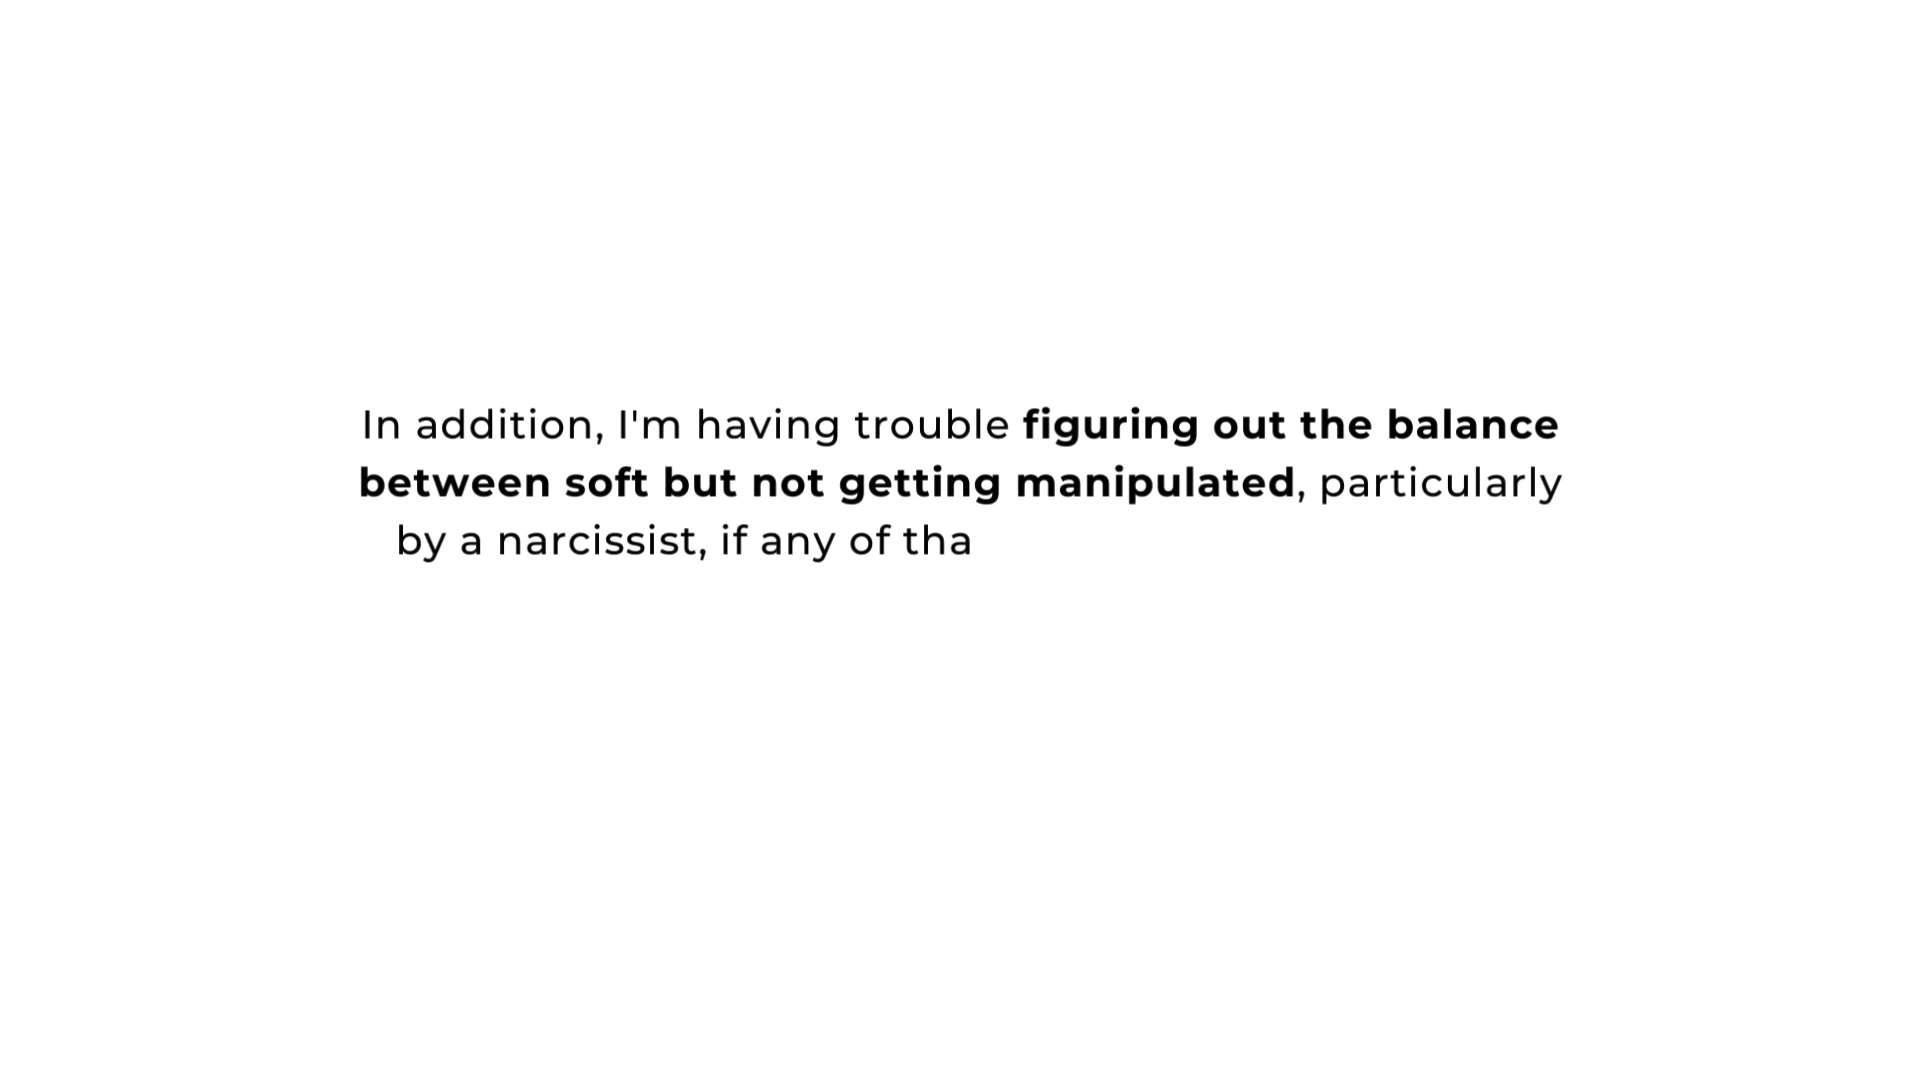 In addition, I'm having trouble figuring out the balance
between soft but not getting manipulated, particularly
by a narcissist, if any of tha